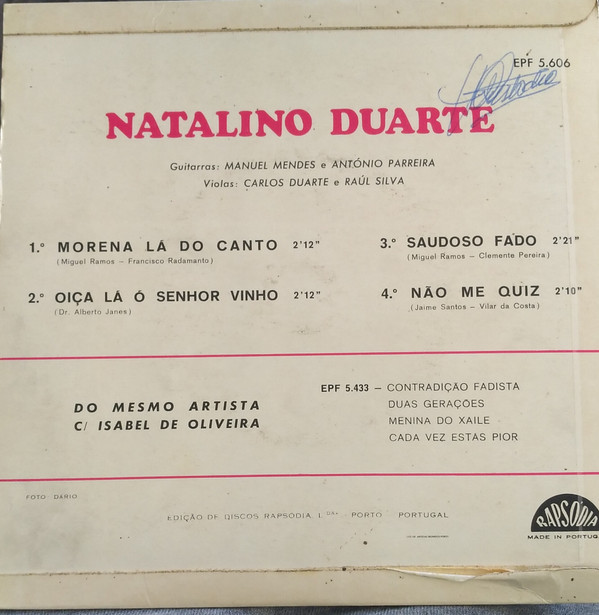 EPF 5.606
NATALINO DUARTE
Guitarras: MANUEL MENDES e ANTÓNIO PARREIRA
Violas: CARLOS DUARTE e RAÚL SILVA
1.º MORENA LÁ DO CANTO 2'12"
(Miguel Ramos – Francisco Radamanto)
2.º OIÇA LÁ Ó SENHOR VINHO 2'12"
(Dr. Alberto Janes)
3.º SAUDOSO FADO 2'21"
(Miguel Ramos – Clemente Pereira)
4.º NÃO ME QUIZ 2'10"
(Jaime Santos – Vilar da Costa)
DO MESMO ARTISTA
C/ ISABEL DE OLIVEIRA
EPF 5.433 – CONTRADIÇÃO FADISTA
DUAS GERAÇÕES
MENINA DO XAILE
CADA VEZ ESTAS PIOR
FOTO DARIO
EDIÇÃO DE DISCOS RAPSODIA, L.DA – PORTO PORTUGAL
RAPSÓDIA
MADE IN PORTUG